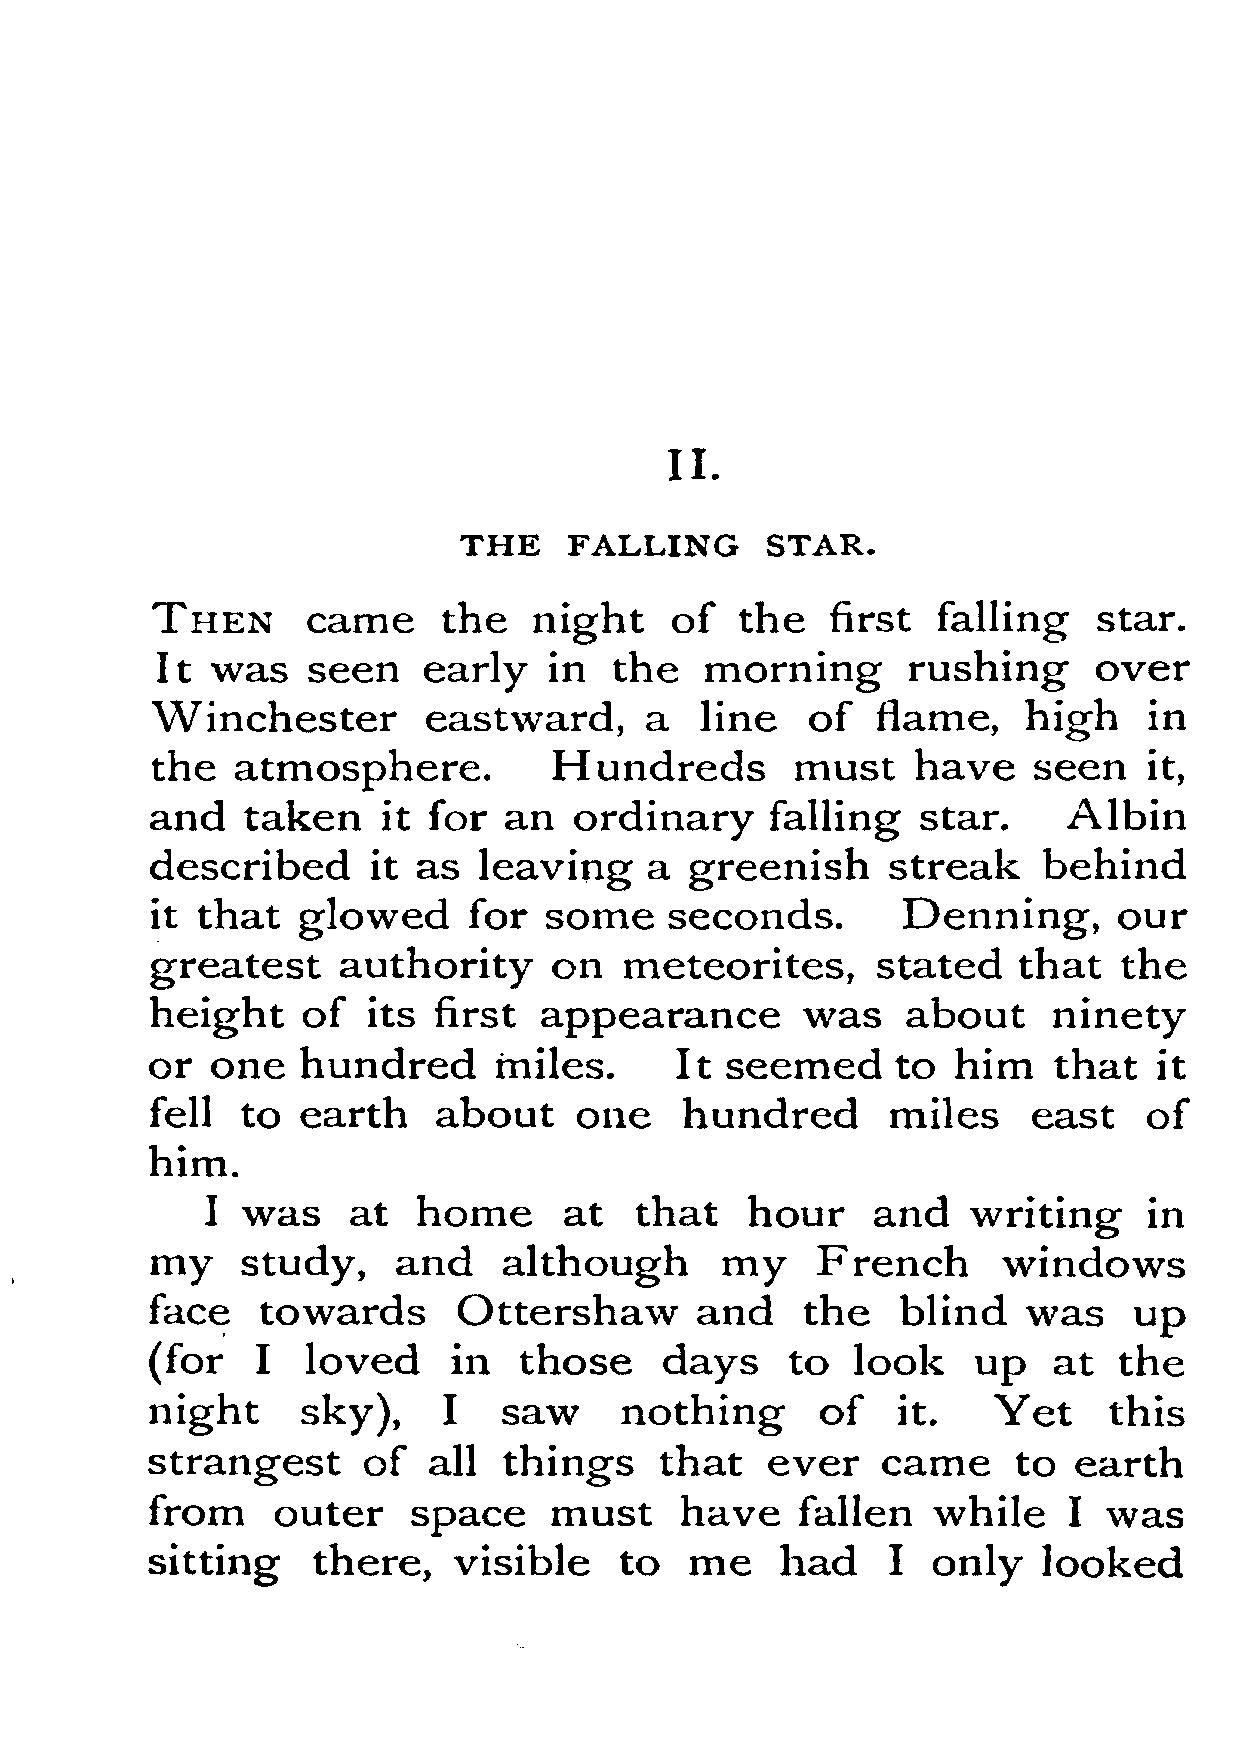 II.
THE FALLING STAR.
THEN came the night of the first falling star.
It was seen early in the morning rushing over
Winchester eastward, a line of flame, high in
the atmosphere. Hundreds must have seen it,
and taken it for an ordinary falling star. Albin
described it as leaving a greenish streak behind
it that glowed for some seconds. Denning, our
greatest authority on meteorites, stated that the
height of its first appearance was about ninety
or one hundred miles. It seemed to him that it
fell to earth about one hundred miles east of
him.
I was at home at that hour and writing in
my study, and although my French windows
face towards Ottershaw and the blind was up
(for I loved in those days to look up at the
night sky), I saw nothing of it. Yet this
strangest of all things that ever came to earth
from outer space must have fallen while I was
sitting there, visible to me had I only looked